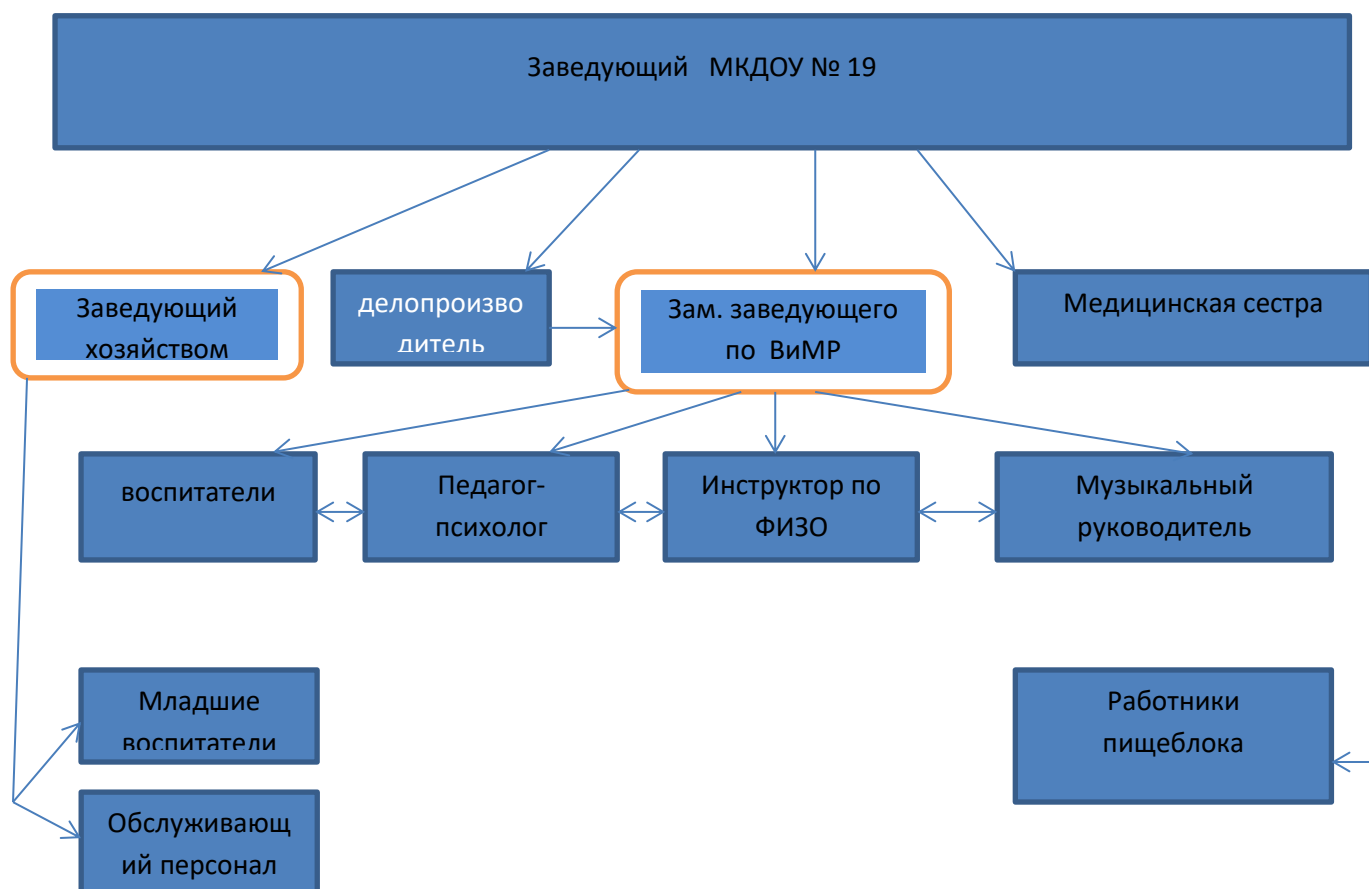 Заведующий МКДОУ № 19
Заведующий
хозяйством
делопроизво
дитель
Зам. заведующего
по ВиМР
Медицинская сестра
воспитатели
Педагог-
психолог
Инструктор по
ФИЗО
Музыкальный
руководитель
Младшие
воспитатели
Работники
пищеблока
Обслуживающ
ий персонал